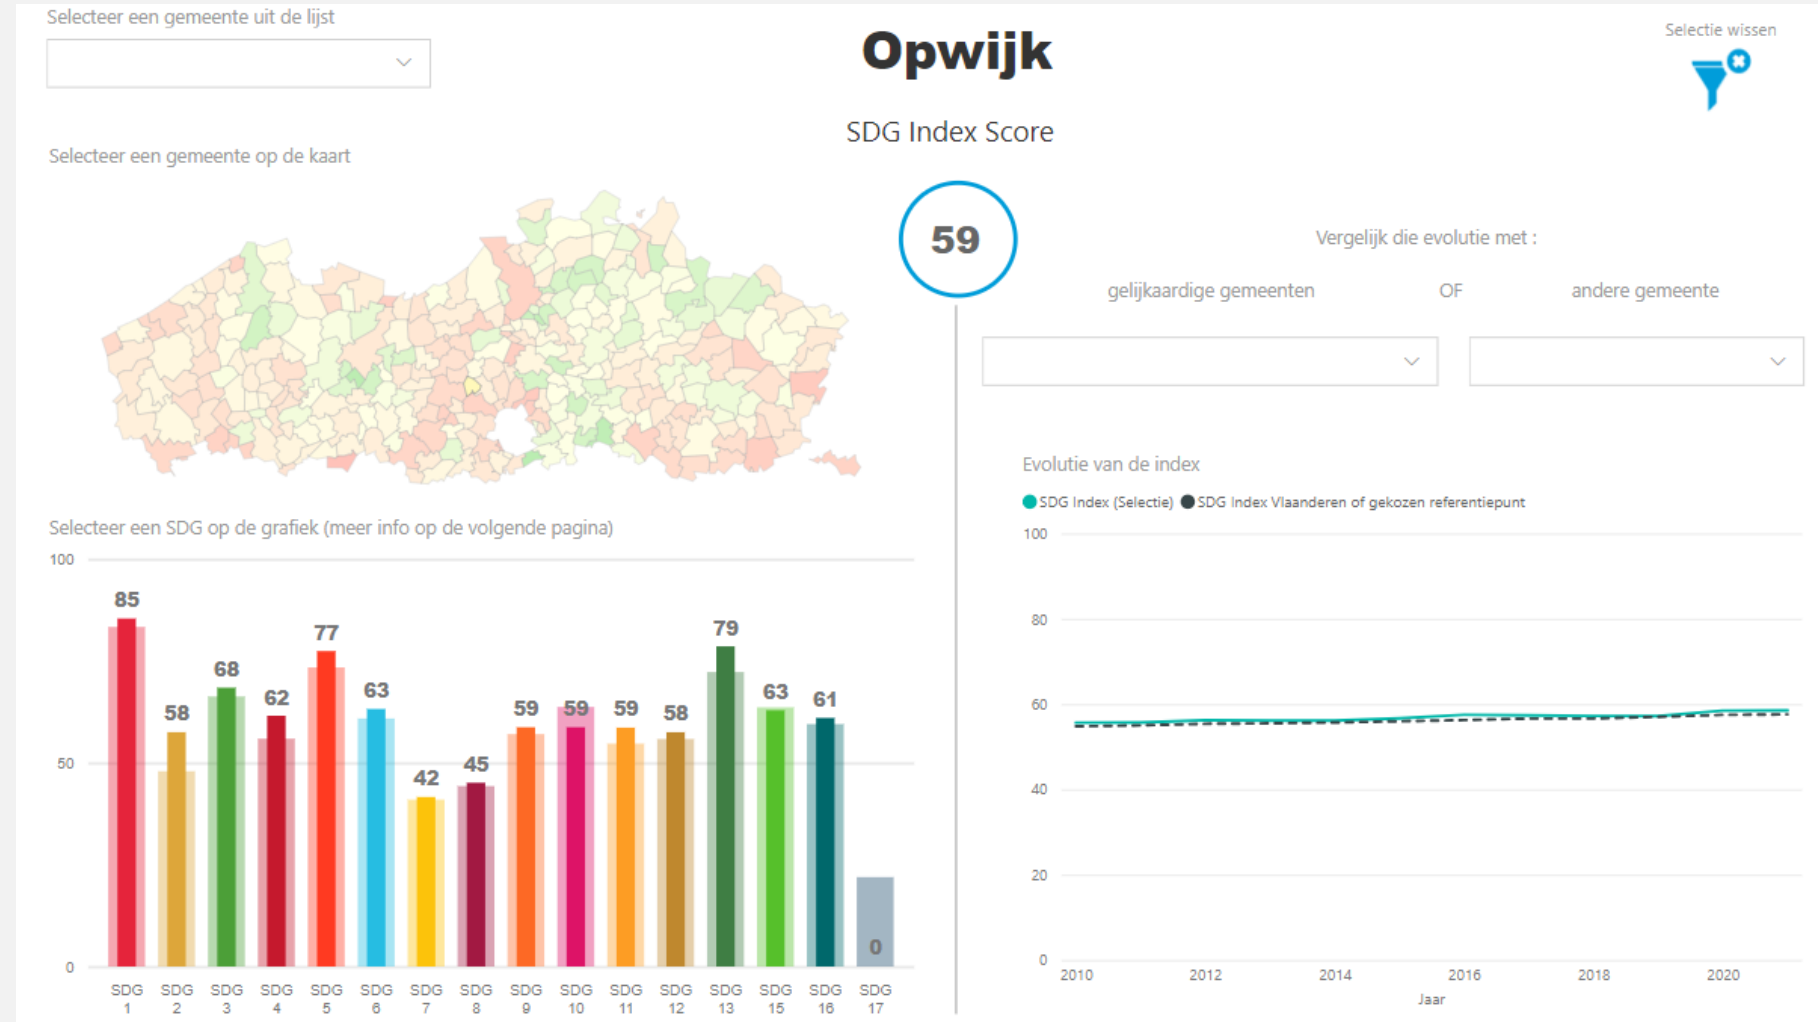 Selecteer een gemeente uit de lijst
Opwijk
Selectie wissen
SDG Index Score
Selecteer een gemeente op de kaart
59
Vergelijk die evolutie met :
gelijkaardige gemeenten OF andere gemeente
Evolutie van de index
SDG Index (Selectie) SDG Index Vlaanderen of gekozen referentiepunt
100
80
60
40
20
0
2010 2012 2014 2016 2018 2020
Jaar
Selecteer een SDG op de grafiek (meer info op de volgende pagina)
100
50
0
85 58 68 62 77 63 42 45 59 59 59 58 79 63 61 0
SDG SDG SDG SDG SDG SDG SDG SDG SDG SDG SDG SDG SDG SDG SDG SDG
1 2 3 4 5 6 7 8 9 10 11 12 13 15 16 17